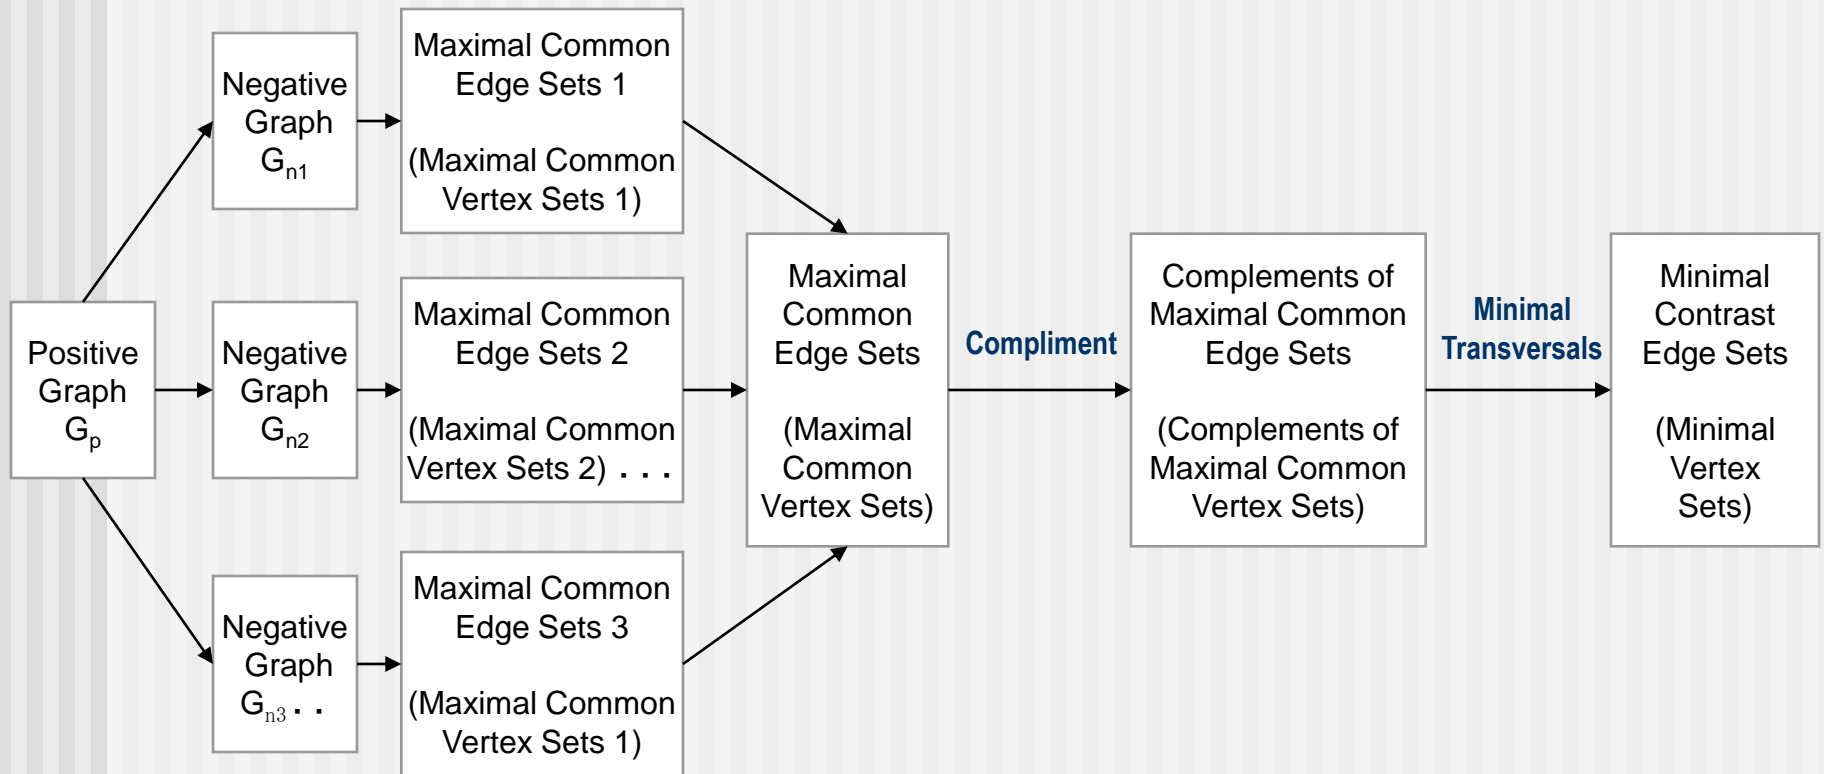 Positive
Graph
Gp
Negative
Graph
Gn1
Maximal Common
Edge Sets 1
(Maximal Common
Vertex Sets 1)
Negative
Graph
Gn2
Maximal Common
Edge Sets 2
(Maximal Common
Vertex Sets 2) . . .
Negative
Graph
Gn3 . .
Maximal Common
Edge Sets 3
(Maximal Common
Vertex Sets 1)
Maximal
Common
Edge Sets
(Maximal
Common
Vertex Sets)
Compliment
Complements of
Maximal Common
Edge Sets
(Complements of
Maximal Common
Vertex Sets)
Minimal
Transversals
Minimal
Contrast
Edge Sets
(Minimal
Vertex
Sets)